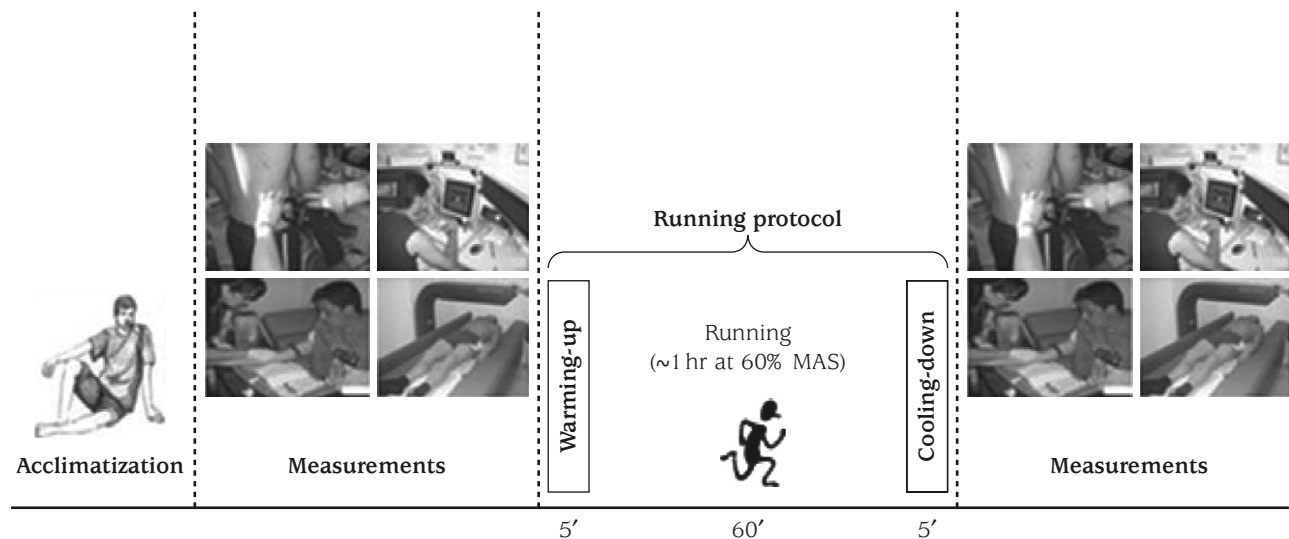 Running protocol
Warming-up
Running
(~1 hr at 60% MAS)
Cooling-down
Acclimatization
Measurements
Measurements
5′
60′
5′